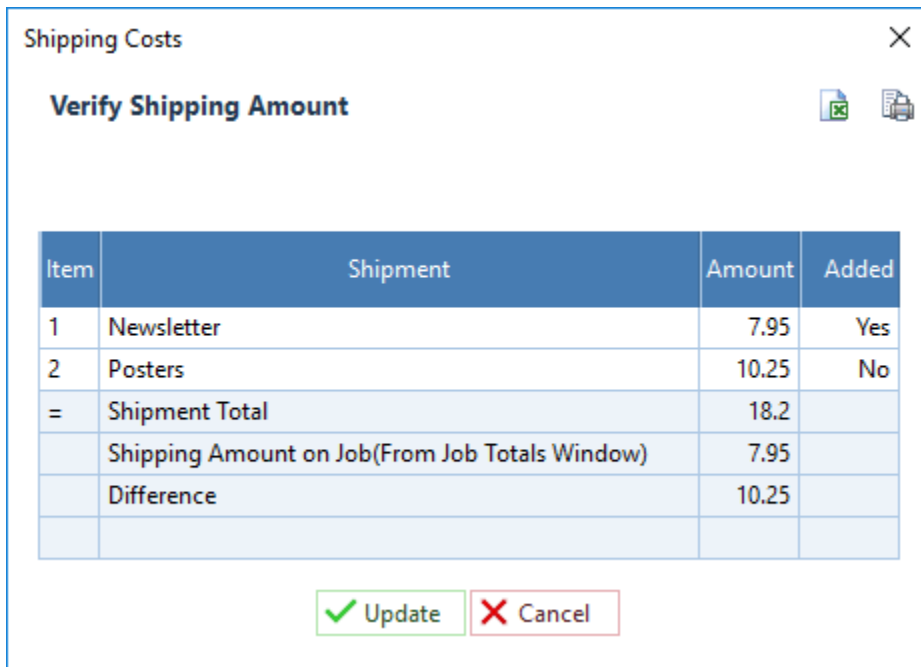 Shipping Costs
Verify Shipping Amount
Item Shipment Amount Added
1 Newsletter 7.95 Yes
2 Posters 10.25 No
= Shipment Total 18.2
Shipping Amount on Job(From Job Totals Window) 7.95
Difference 10.25
Update Cancel